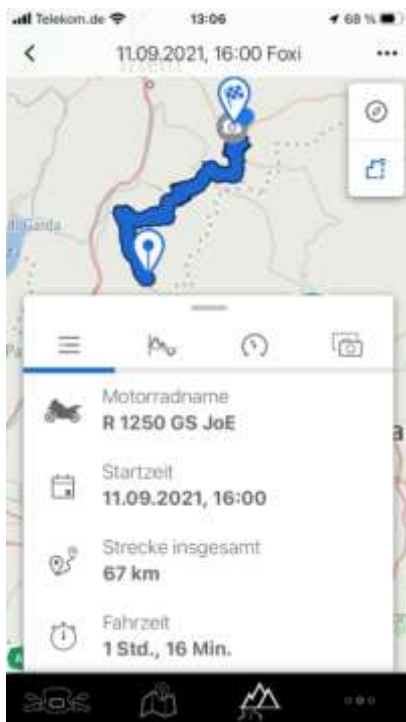 Telekom.de 13:06 68 %
11.09.2021, 16:00 Foxi
Motorradname
R 1250 GS JoE
Startzeit
11.09.2021, 16:00
Strecke insgesamt
67 km
Fahrzeit
1 Std., 16 Min.